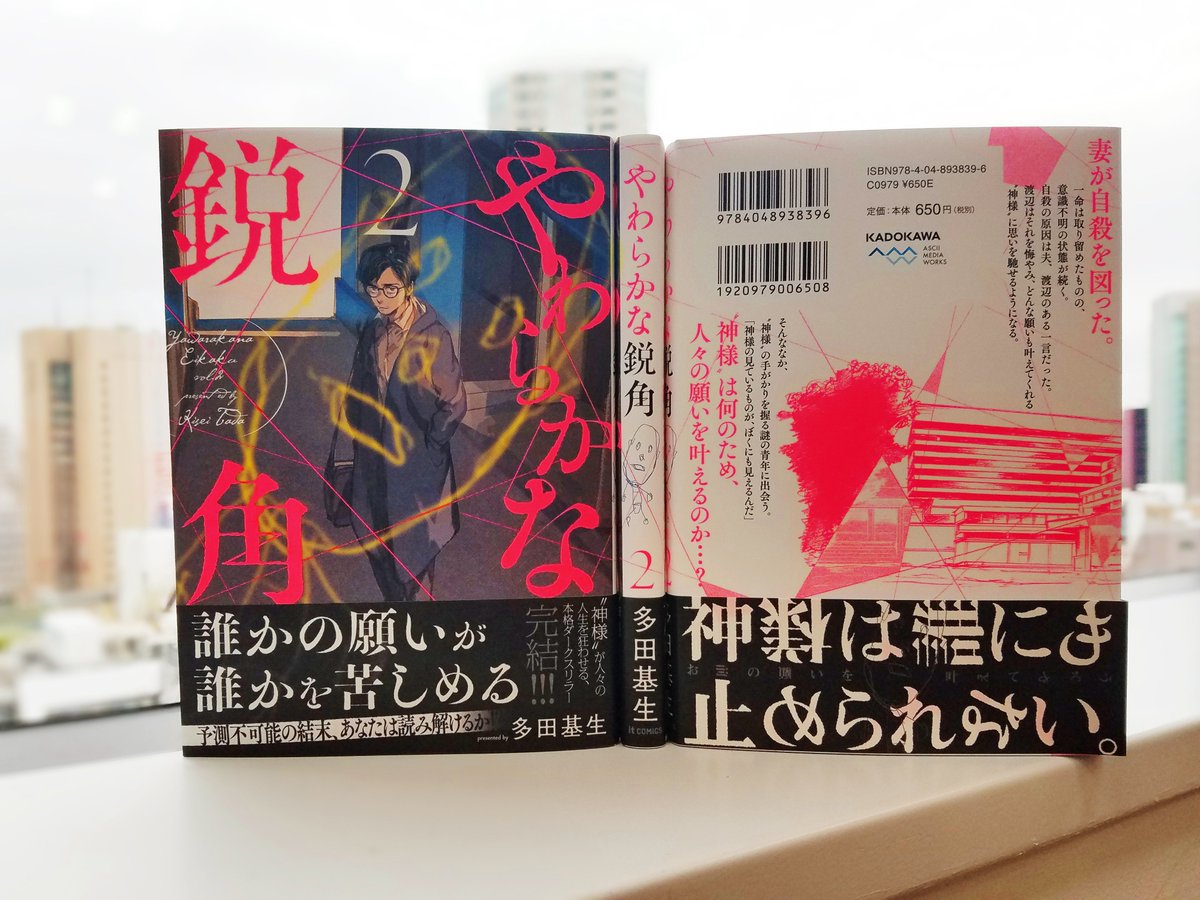 やわらかな
鋭角
2
Yawarakana
Eikaku
vol.2
presented by
Kisei Tada
“神様”が人々の
人生を狂わせる、
本格ダークスリラー
完結!!!
誰かの願いが
誰かを苦しめる
予測不可能の結末、あなたは読み解けるか
presented by 多田基生
やわらかな鋭角
2
多田基生
it COMICS
妻が自殺を図った。
一命は取り留めたものの、
意識不明の状態が続く。
自殺の原因は夫、渡辺のある一言だった。
渡辺はそれを悔やみ、どんな願いも叶えてくれる
“神様”に思いを馳せるようになる。
そんななか、
“神様”の手がかりを握る謎の青年に出会う。
「神様の見ているものが、ぼくにも見えるんだ」
“神様”は何のため、
人々の願いを叶えるのか…?
9784048938396
1920979006508
ISBN978-4-04-893839-6
C0979 ¥650E
定価:本体650円(税別)
KADOKAWA
ASCII
MEDIA
WORKS
神様は誰にも
止められない。